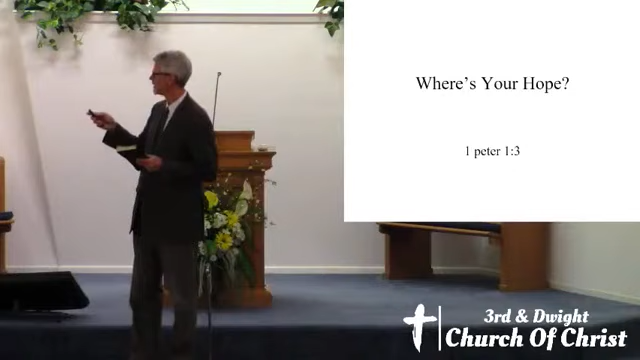 Where's Your Hope?
1 peter 1:3
3rd & Dwight
Church Of Christ